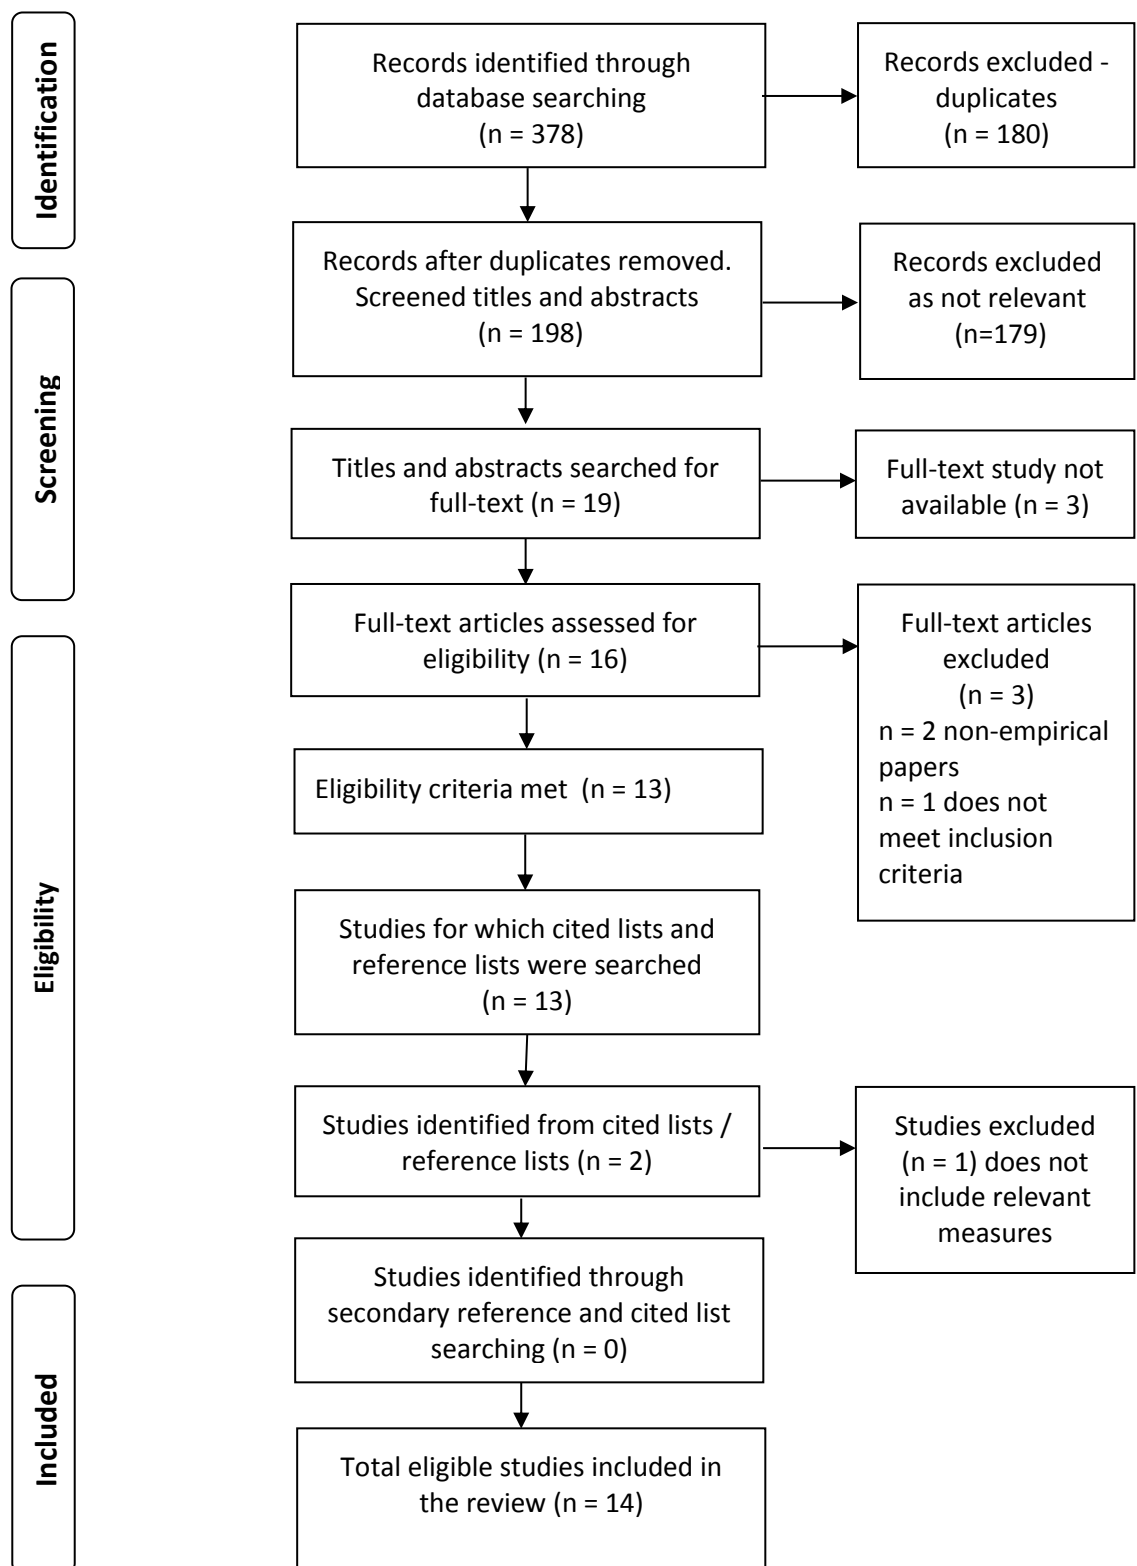 Identification
Records identified through
database searching
(n = 378)
Records excluded -
duplicates
(n = 180)
Records after duplicates removed.
Screened titles and abstracts
(n = 198)
Records excluded
as not relevant
(n=179)
Screening
Titles and abstracts searched for
full-text (n = 19)
Full-text study not
available (n = 3)
Full-text articles assessed for
eligibility (n = 16)
Full-text articles
excluded
(n = 3)
n = 2 non-empirical
papers
n = 1 does not
meet inclusion
criteria
Eligibility
Eligibility criteria met  (n = 13)
Studies for which cited lists and
reference lists were searched
(n = 13)
Studies identified from cited lists /
reference lists (n = 2)
Studies excluded
(n = 1) does not
include relevant
measures
Studies identified through
secondary reference and cited list
searching (n = 0)
Included
Total eligible studies included in
the review (n = 14)